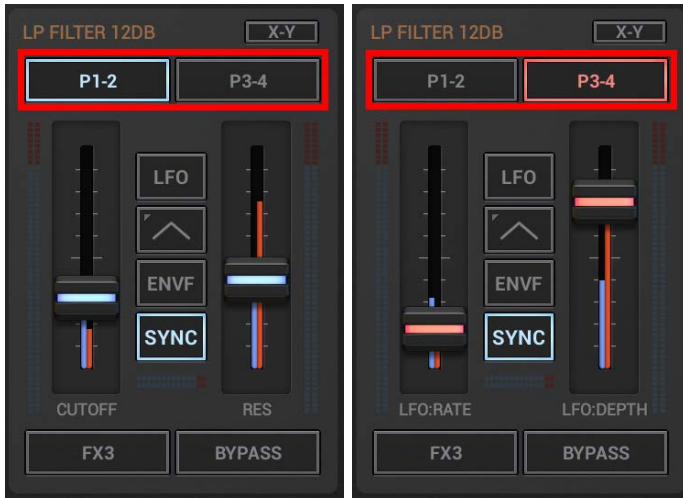 LP FILTER 12DB X-Y
P1-2 P3-4
LFO
ENVF
SYNC
CUTOFF RES
FX3 BYPASS
LP FILTER 12DB X-Y
P1-2 P3-4
LFO
ENVF
SYNC
LFO:RATE LFO:DEPTH
FX3 BYPASS